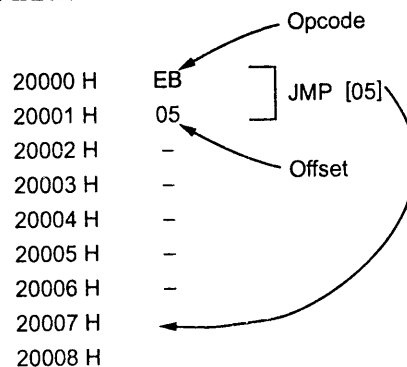 Opcode
20000 H EB
JMP [05]
20001 H 05
20002 H –
Offset
20003 H –
20004 H –
20005 H –
20006 H –
20007 H
20008 H